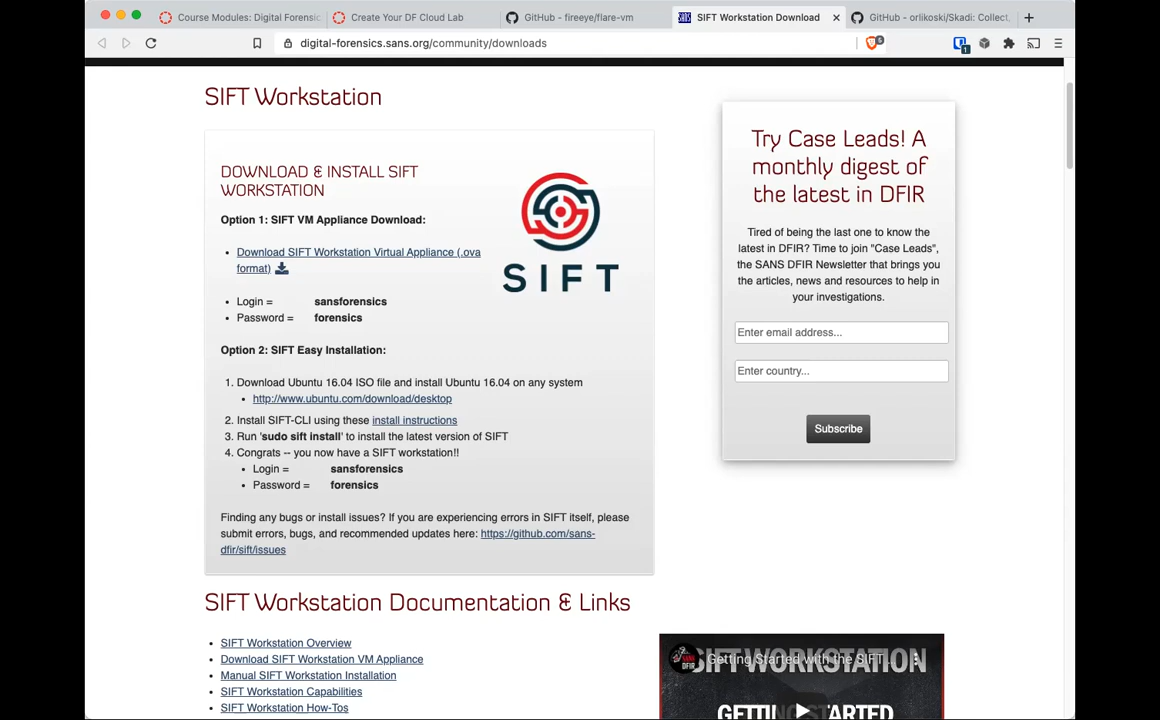 Course Modules: Digital Forensic
Create Your DF Cloud Lab
GitHub - fireeye/flare-vm
SANS
SIFT Workstation Download
GitHub - orlikoski/Skadi: Collect,
digital-forensics.sans.org/community/downloads
1
SIFT Workstation
DOWNLOAD & INSTALL SIFT
WORKSTATION
Option 1: SIFT VM Appliance Download:
• Download SIFT Workstation Virtual Appliance (.ova
format)
• Login = sansforensics
• Password = forensics
SIFT
Option 2: SIFT Easy Installation:
1. Download Ubuntu 16.04 ISO file and install Ubuntu 16.04 on any system
• http://www.ubuntu.com/download/desktop
2. Install SIFT-CLI using these install instructions
3. Run 'sudo sift install' to install the latest version of SIFT
4. Congrats -- you now have a SIFT workstation!!
• Login = sansforensics
• Password = forensics
Finding any bugs or install issues? If you are experiencing errors in SIFT itself, please
submit errors, bugs, and recommended updates here: https://github.com/sans-
dfir/sift/issues
Try Case Leads! A
monthly digest of
the latest in DFIR
Tired of being the last one to know the
latest in DFIR? Time to join "Case Leads",
the SANS DFIR Newsletter that brings you
the articles, news and resources to help in
your investigations.
Enter email address...
Enter country...
Subscribe
SIFT Workstation Documentation & Links
• SIFT Workstation Overview
• Download SIFT Workstation VM Appliance
• Manual SIFT Workstation Installation
• SIFT Workstation Capabilities
• SIFT Workstation How-Tos
Getting Started with the SIFT
SIFT WORKSTATION
GETTING STARTED